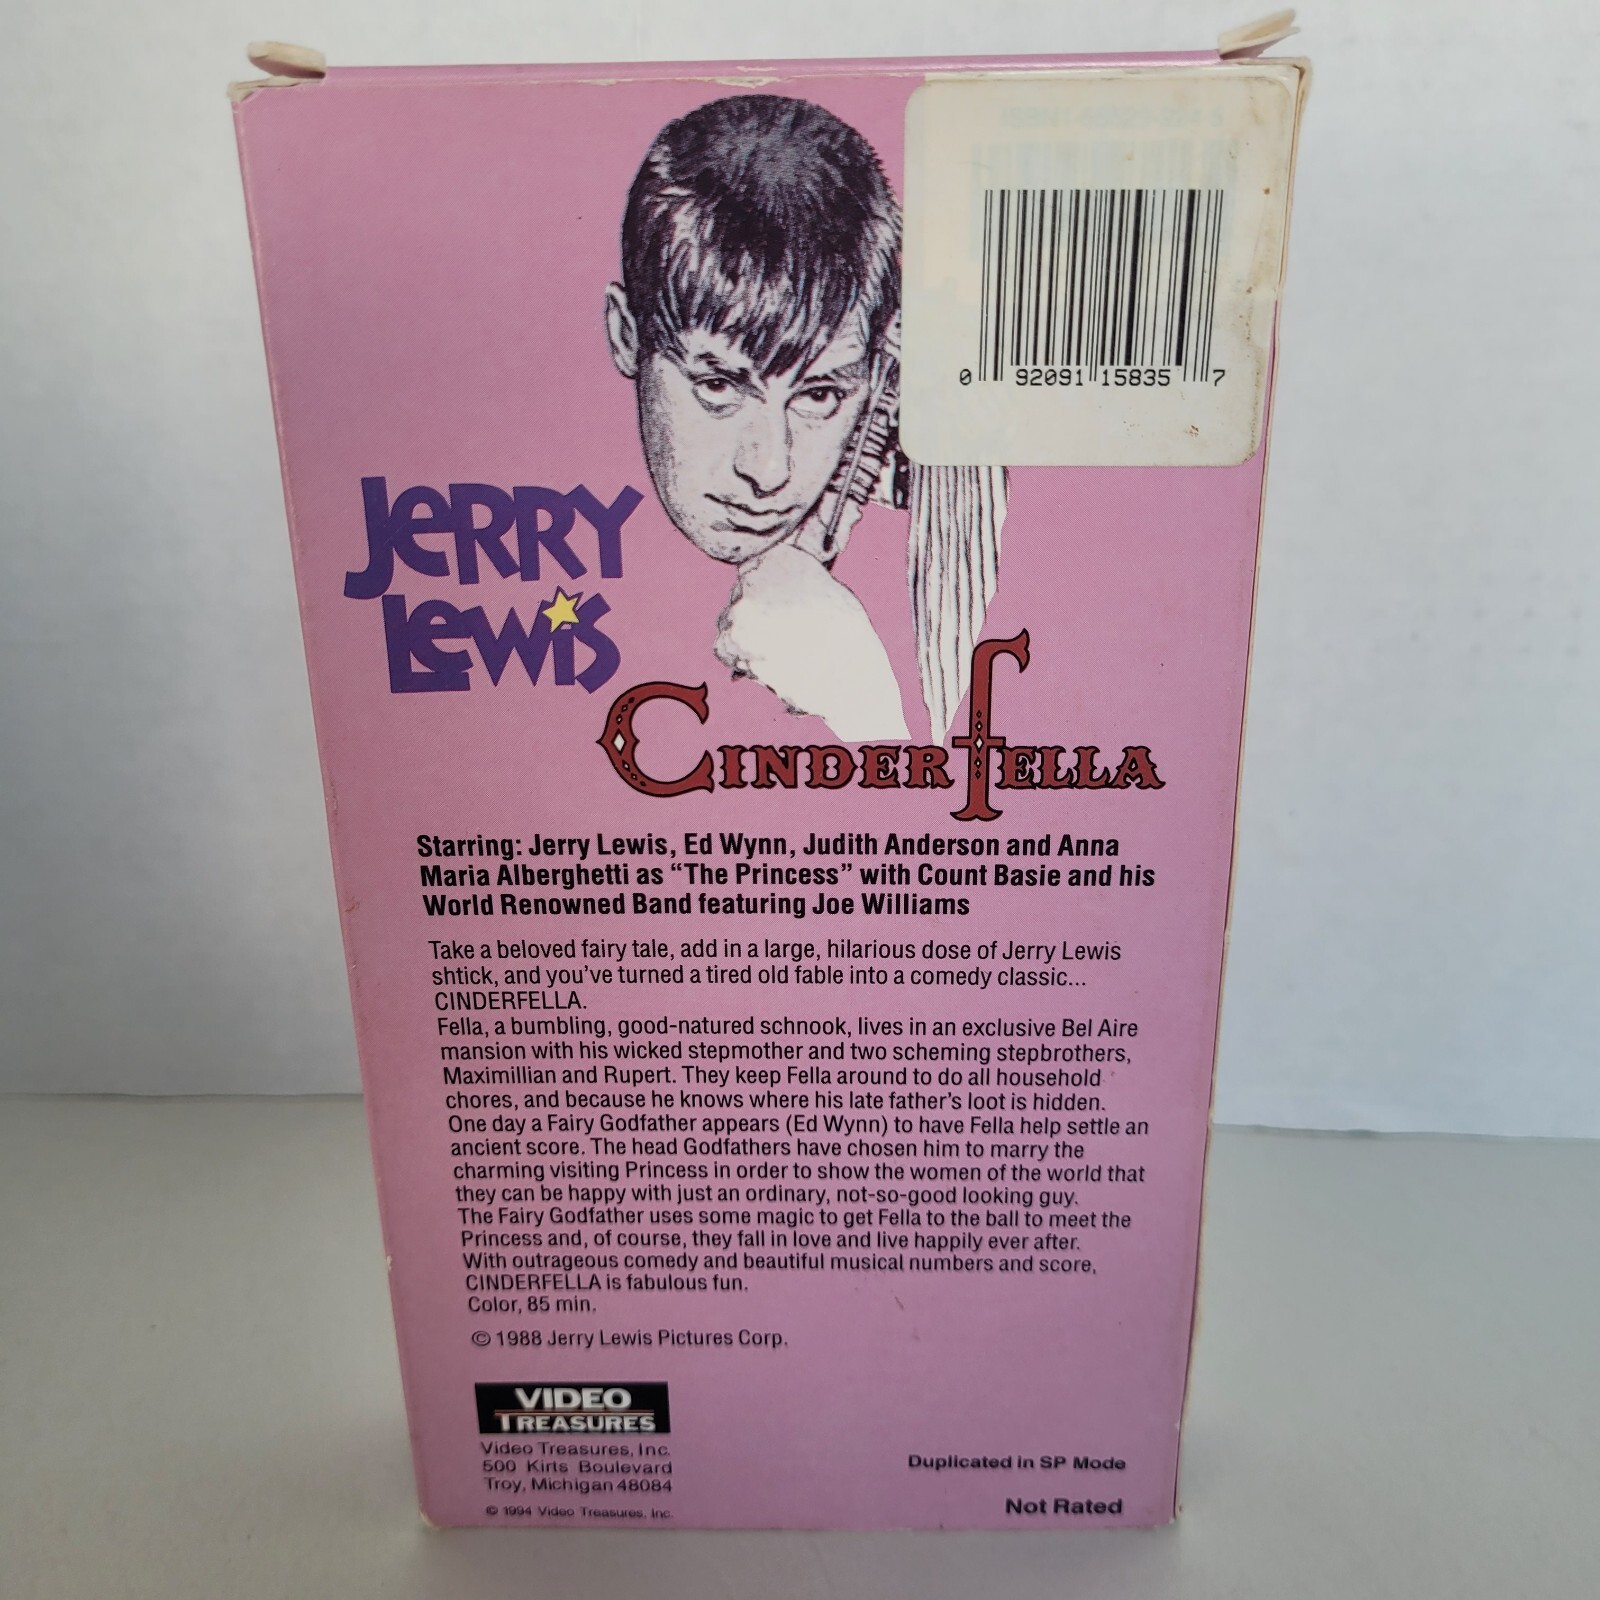 0 92091 15835 7
JERRY
LEWIS
CINDERFELLA
Starring: Jerry Lewis, Ed Wynn, Judith Anderson and Anna
Maria Alberghetti as “The Princess” with Count Basie and his
World Renowned Band featuring Joe Williams
Take a beloved fairy tale, add in a large, hilarious dose of Jerry Lewis
shtick, and you've turned a tired old fable into a comedy classic...
CINDERFELLA.
Fella, a bumbling, good-natured schnook, lives in an exclusive Bel Aire
mansion with his wicked stepmother and two scheming stepbrothers,
Maximillian and Rupert. They keep Fella around to do all household
chores, and because he knows where his late father's loot is hidden.
One day a Fairy Godfather appears (Ed Wynn) to have Fella help settle an
ancient score. The head Godfathers have chosen him to marry the
charming visiting Princess in order to show the women of the world that
they can be happy with just an ordinary, not-so-good looking guy.
The Fairy Godfather uses some magic to get Fella to the ball to meet the
Princess and, of course, they fall in love and live happily ever after.
With outrageous comedy and beautiful musical numbers and score,
CINDERFELLA is fabulous fun.
Color, 85 min.
© 1988 Jerry Lewis Pictures Corp.
VIDEO
TREASURES
Video Treasures, Inc.
500 Kirts Boulevard
Troy, Michigan 48084
© 1994 Video Treasures, Inc.
Duplicated in SP Mode
Not Rated